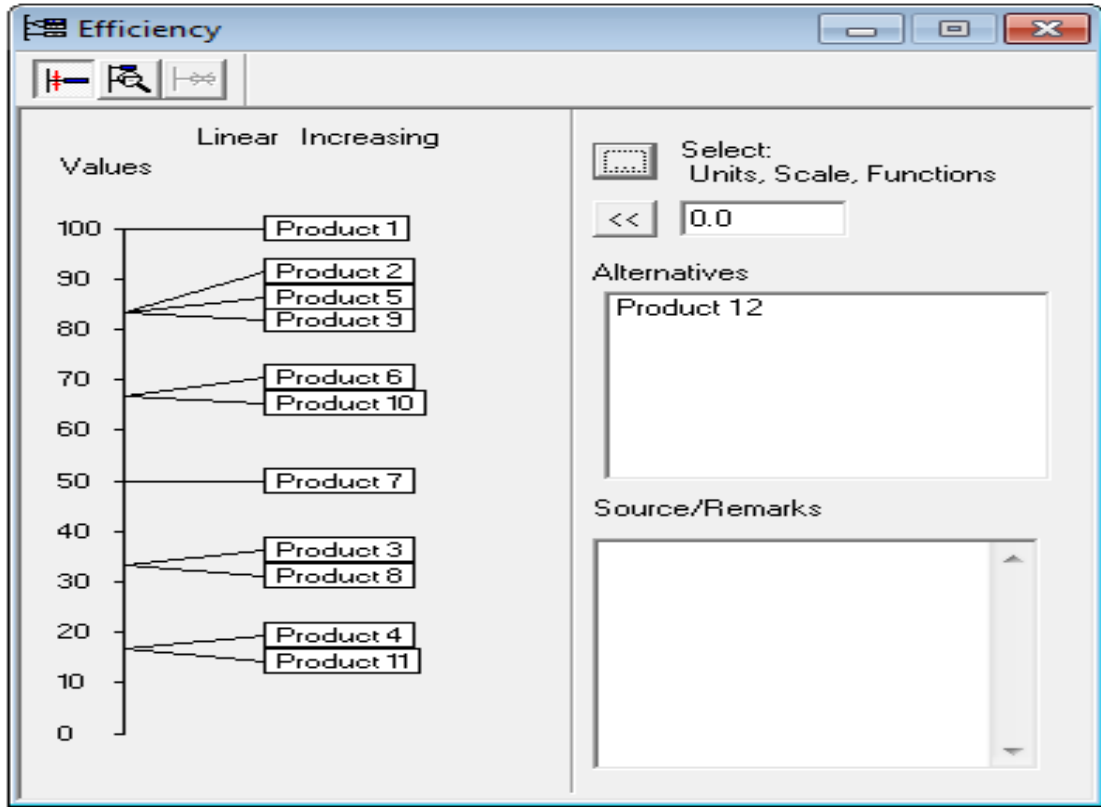 Efficiency
Linear Increasing
Values
100
Product 1
90
Product 2
Product 5
80
Product 9
70
Product 6
Product 10
60
50
Product 7
40
Product 3
30
Product 8
20
Product 4
Product 11
10
0
...
Select:
Units, Scale, Functions
<<
0.0
Alternatives
Product 12
Source/Remarks